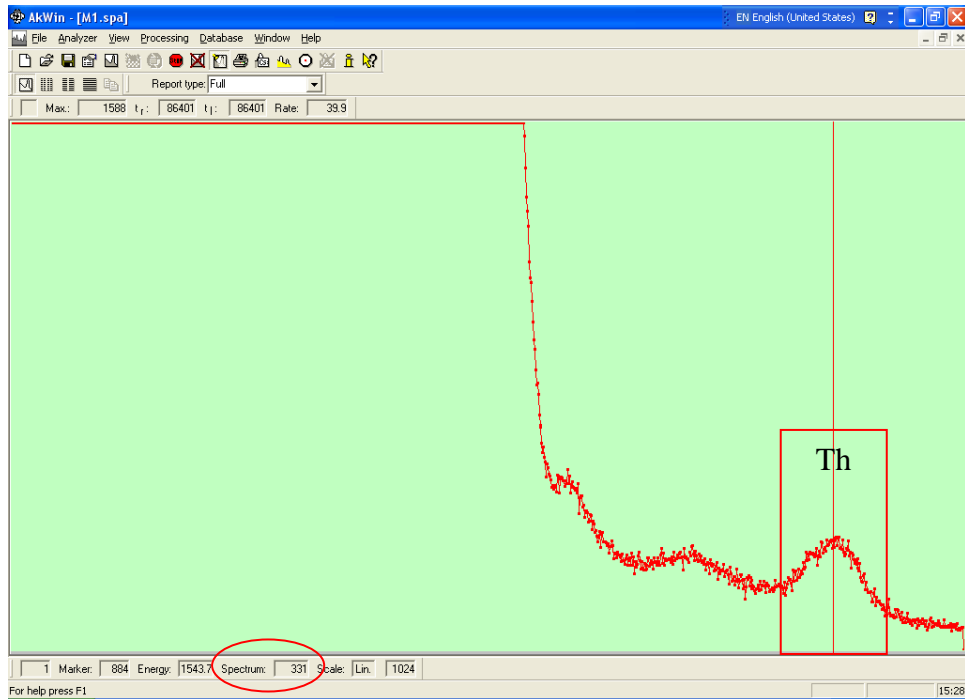 AkWin - [M1.spa]
EN English (United States)
File Analyzer View Processing Database Window Help
Report type: Full
Max.: 1588 tr: 86401 tl: 86401 Rate: 39.9
Th
1 Marker: 884 Energy: 1543.7 Spectrum: 331 Scale: Lin. 1024
For help press F1
15:28